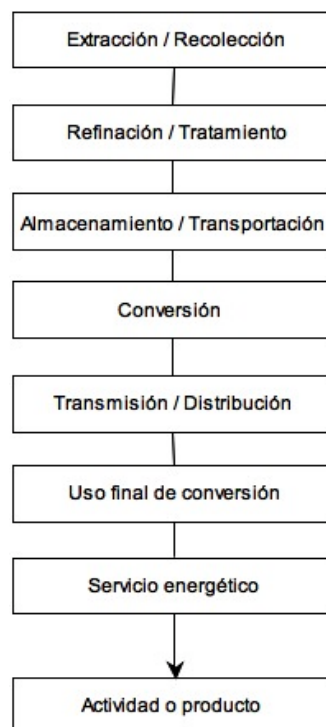 Extracción / Recolección
Refinación / Tratamiento
Almacenamiento / Transportación
Conversión
Transmisión / Distribución
Uso final de conversión
Servicio energético
Actividad o producto